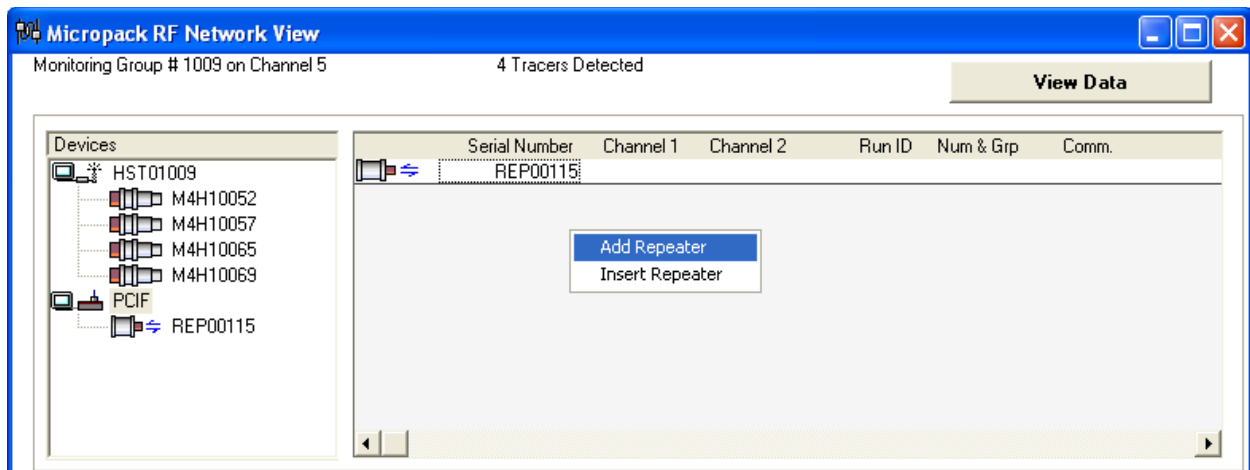 Micropack RF Network View
Monitoring Group # 1009 on Channel 5 4 Tracers Detected
View Data
Devices
HST01009
M4H10052
M4H10057
M4H10065
M4H10069
PCIF
REP00115
Serial Number Channel 1 Channel 2 Run ID Num & Grp Comm.
REP00115
Add Repeater
Insert Repeater